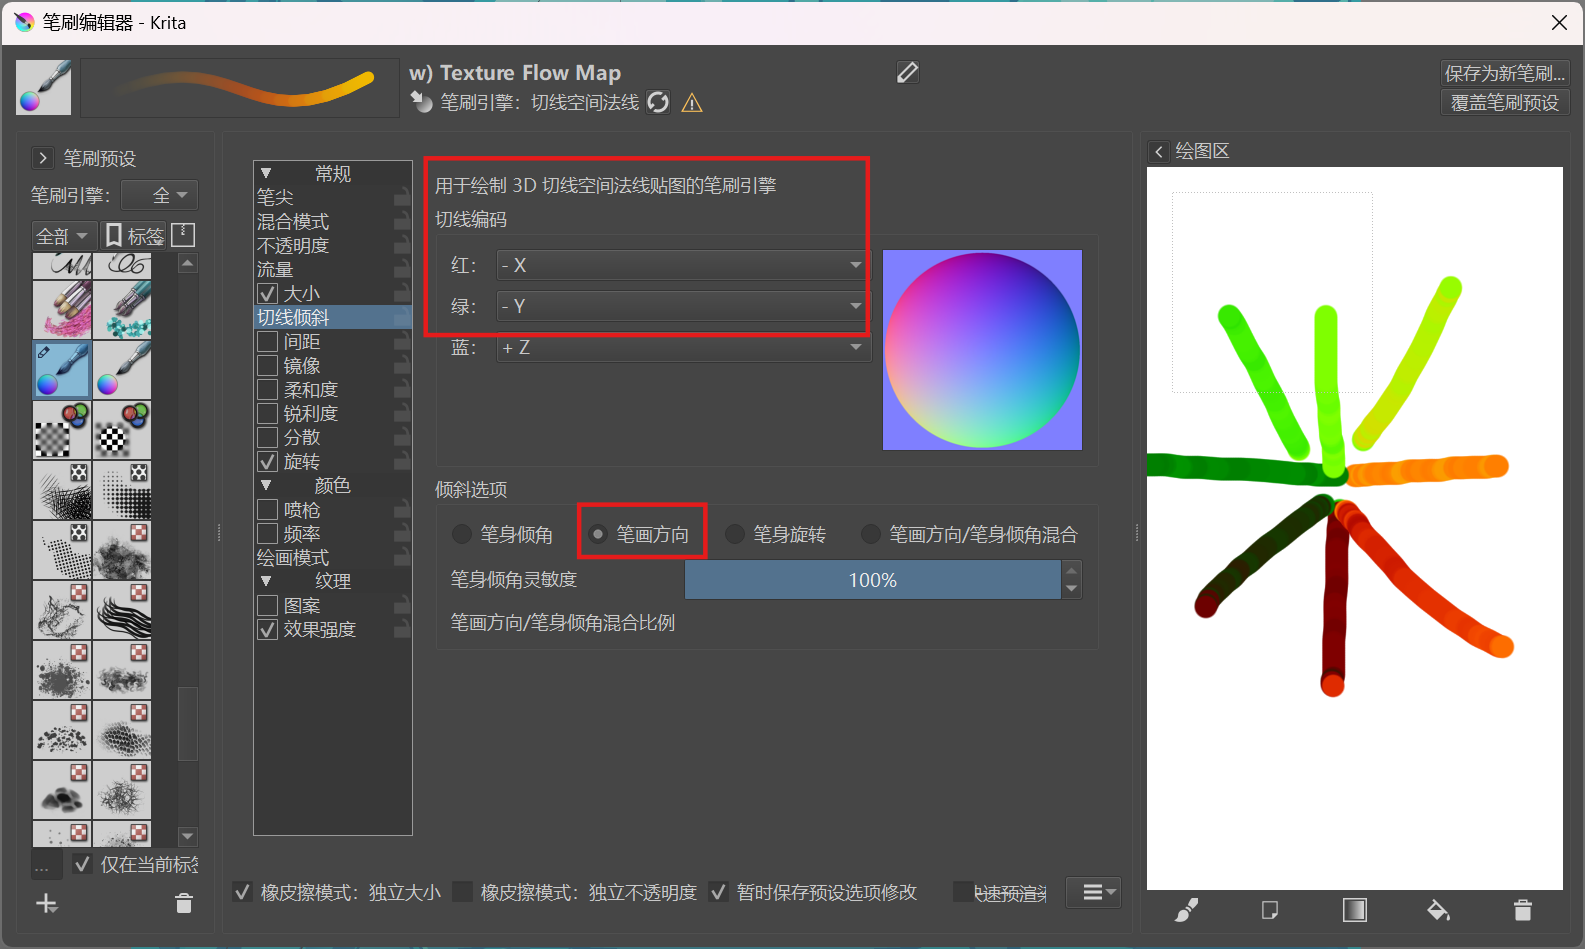 笔刷编辑器 - Krita
w) Texture Flow Map
笔刷引擎：切线空间法线
保存为新笔刷...
覆盖笔刷预设
笔刷预设
笔刷引擎：
全
全部
标签
仅在当前标签
常规
笔尖
混合模式
不透明度
流量
大小
切线倾斜
间距
镜像
柔和度
锐利度
分散
旋转
颜色
喷枪
频率
绘画模式
纹理
图案
效果强度
用于绘制 3D 切线空间法线贴图的笔刷引擎
切线编码
红： - X
绿： - Y
蓝： + Z
倾斜选项
笔身倾角 笔画方向 笔身旋转 笔画方向/笔身倾角混合
笔身倾角灵敏度 100%
笔画方向/笔身倾角混合比例
橡皮擦模式：独立大小 橡皮擦模式：独立不透明度 暂时保存预设选项修改 快速预渲染
绘图区